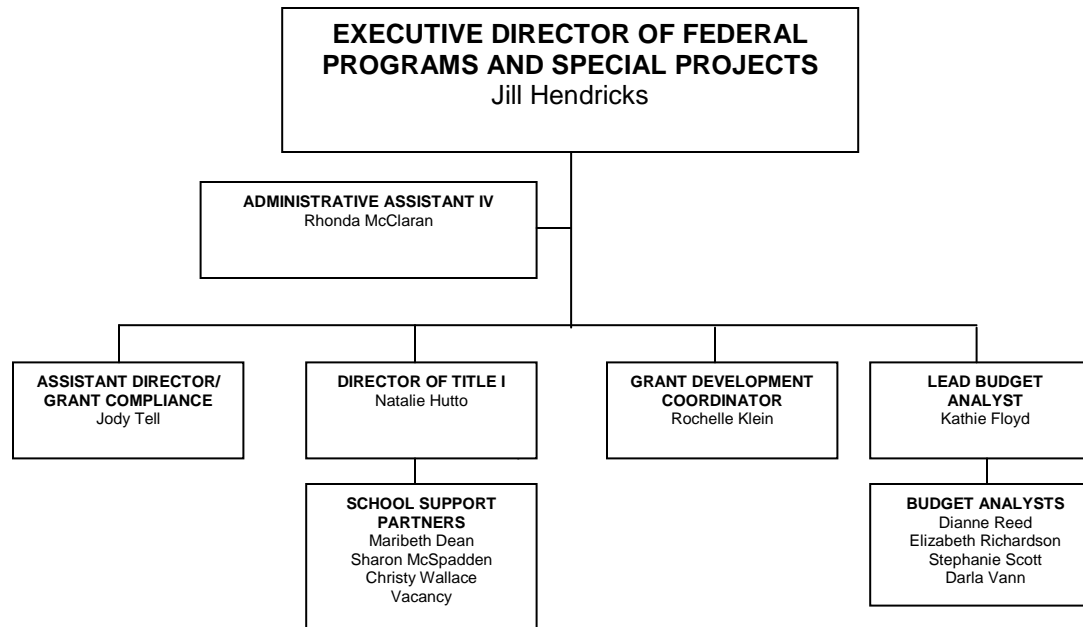 EXECUTIVE DIRECTOR OF FEDERAL
PROGRAMS AND SPECIAL PROJECTS
Jill Hendricks
ADMINISTRATIVE ASSISTANT IV
Rhonda McClaran
ASSISTANT DIRECTOR/
GRANT COMPLIANCE
Jody Tell
DIRECTOR OF TITLE I
Natalie Hutto
GRANT DEVELOPMENT
COORDINATOR
Rochelle Klein
LEAD BUDGET
ANALYST
Kathie Floyd
SCHOOL SUPPORT
PARTNERS
Maribeth Dean
Sharon McSpadden
Christy Wallace
Vacancy
BUDGET ANALYSTS
Dianne Reed
Elizabeth Richardson
Stephanie Scott
Darla Vann